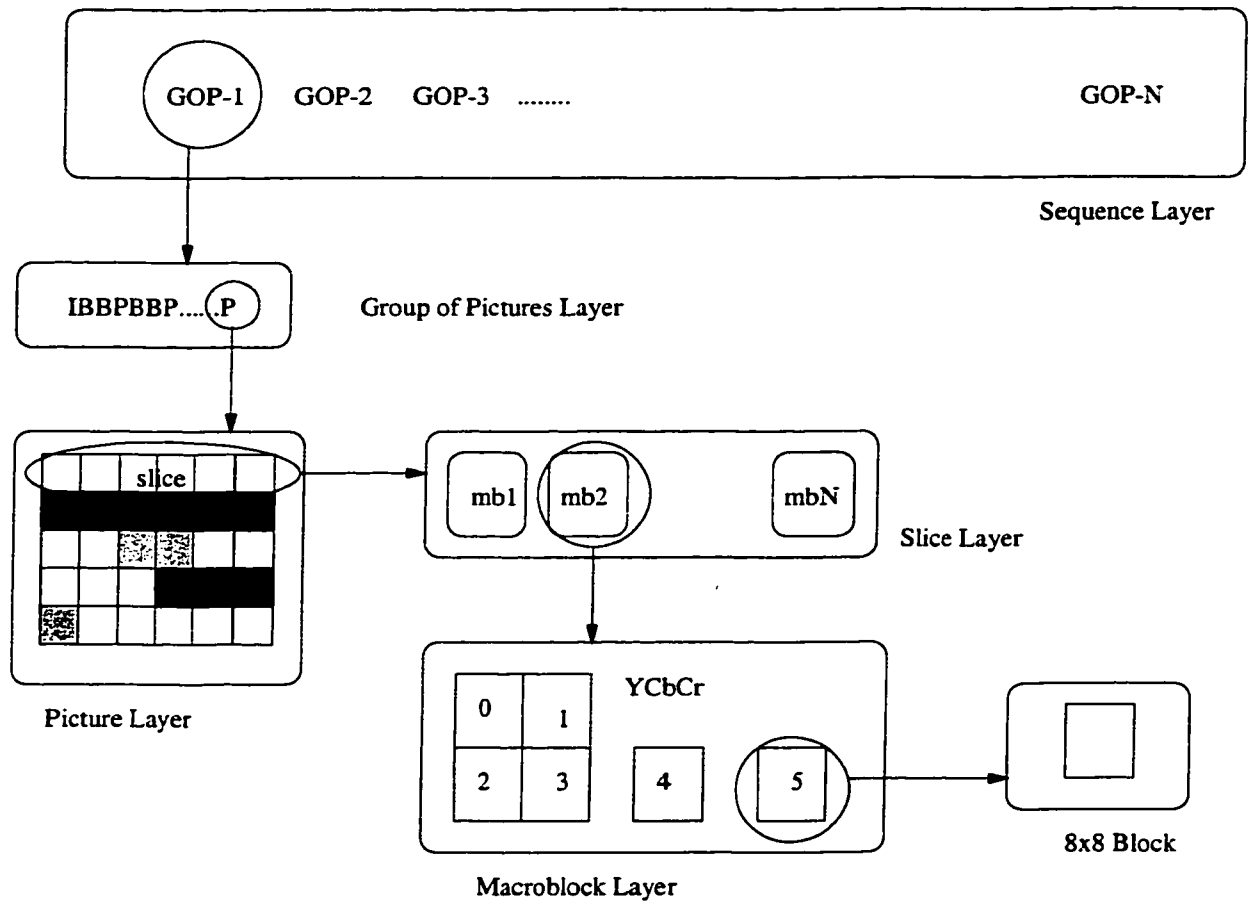 GOP-1 GOP-2 GOP-3 ........ GOP-N
Sequence Layer
IBBPBBP......P
Group of Pictures Layer
slice
Picture Layer
mb1 mb2 mbN
Slice Layer
YCbCr
0 1
2 3 4 5
Macroblock Layer
8x8 Block